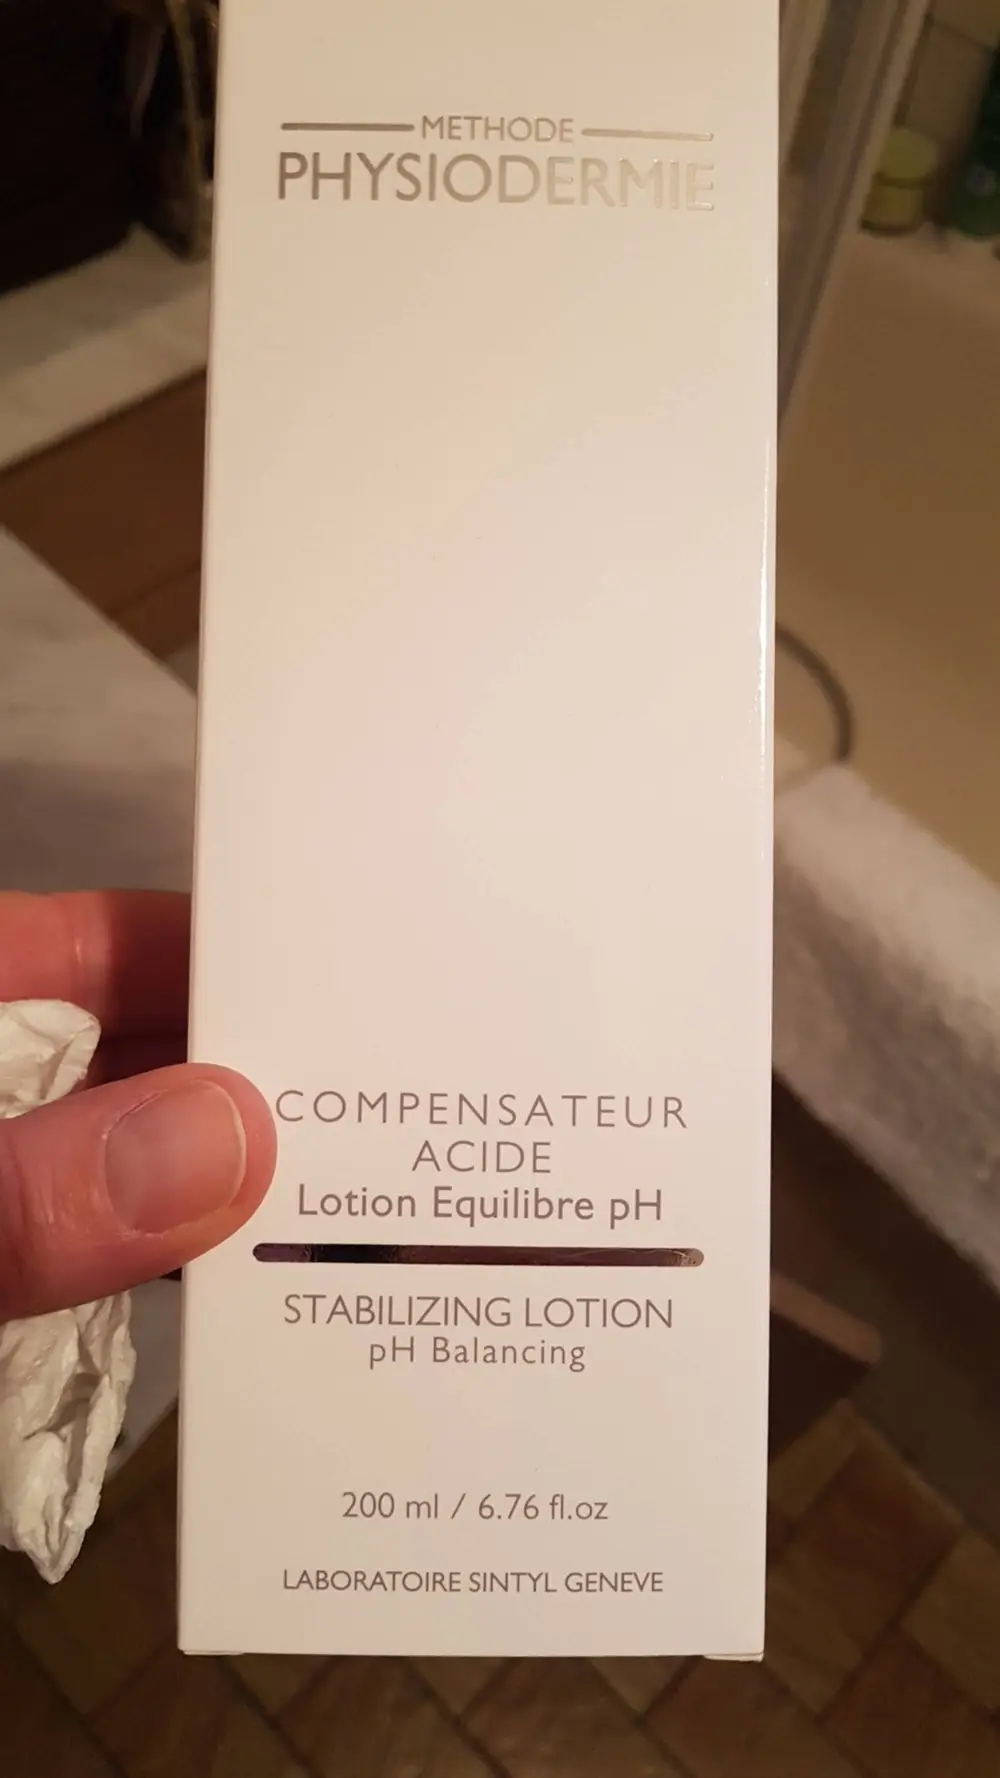 METHODE
PHYSIODERMIE
COMPENSATEUR
ACIDE
Lotion Equilibre pH
STABILIZING LOTION
pH Balancing
200 ml / 6.76 fl.oz
LABORATOIRE SINTYL GENEVE